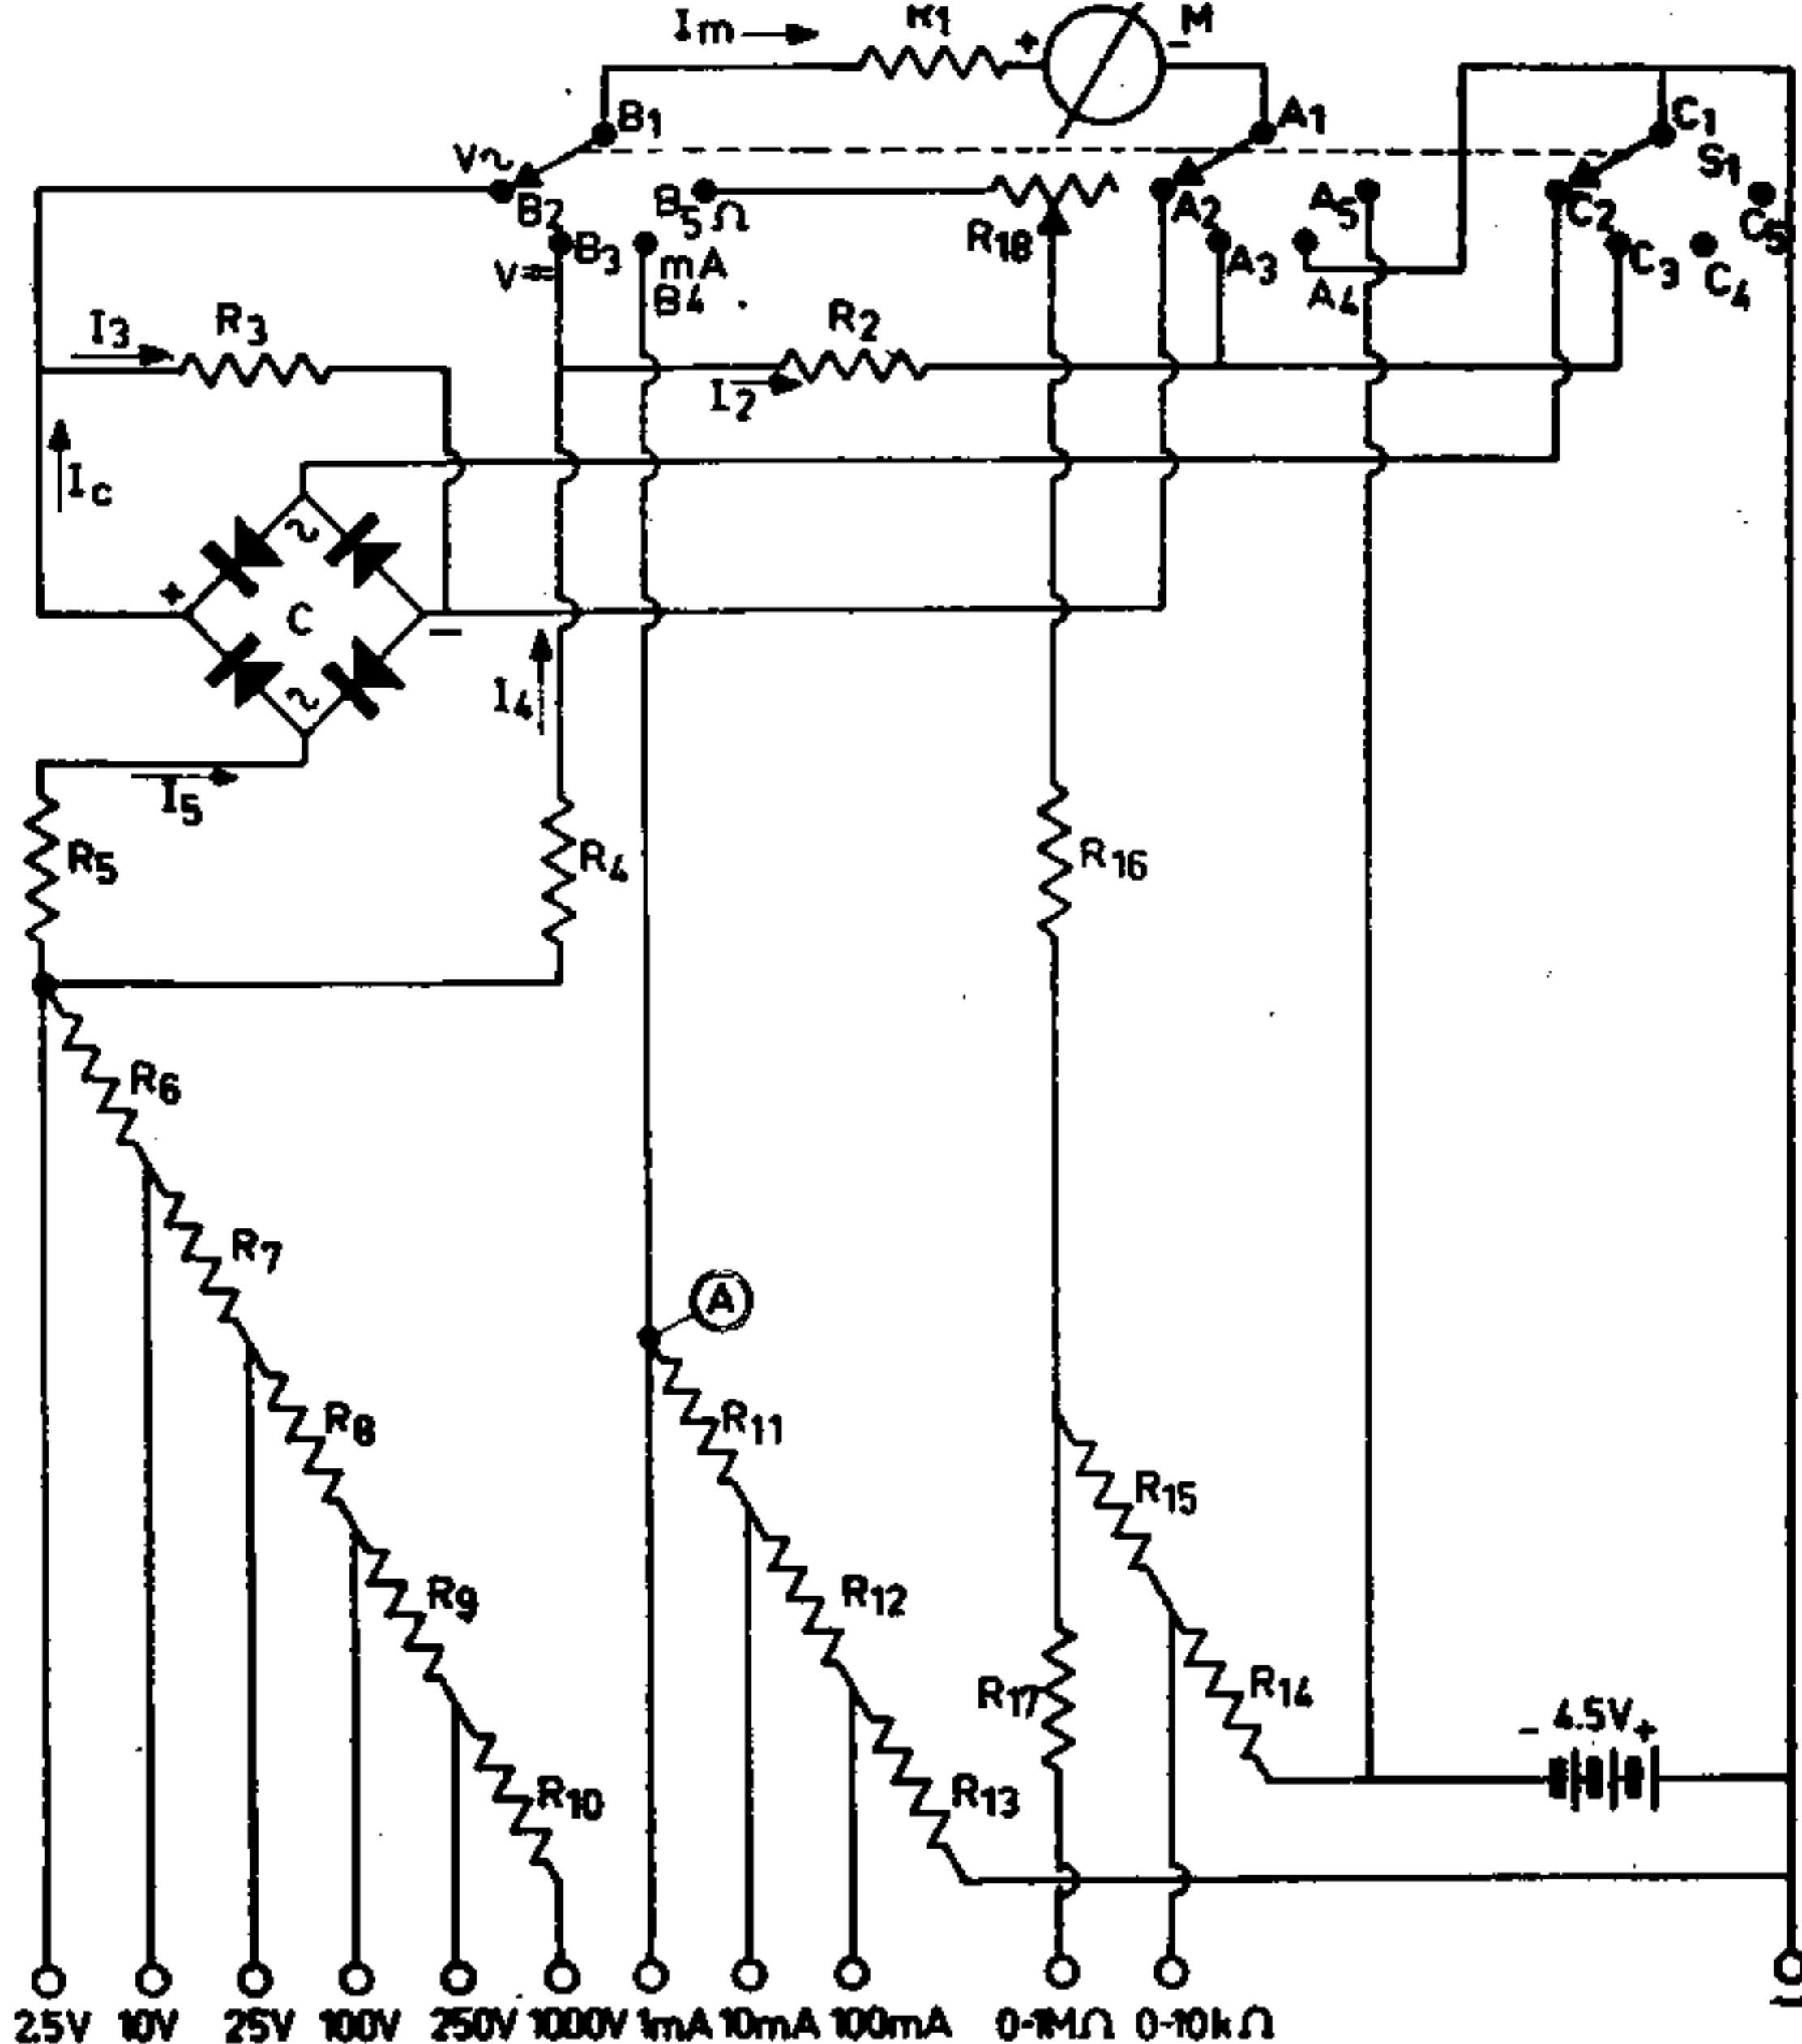 Im R1 + - M
B1 A1 C1
V~ S1
B2 B5 Ω A2 A5 C2 C5
R18
B3 mA A3 C3
V= B4 A4 C4
I3 R3 R2
I2
Ic
~
+ C -
~
I4
I5
R5 R4 R16
R6
R7
A
R8 R11
R15
R9 R12
R17 R14
- 4.5V +
R10 R13
2.5V 10V 25V 100V 250V 1000V 1mA 10mA 100mA 0-1MΩ 0-10kΩ -